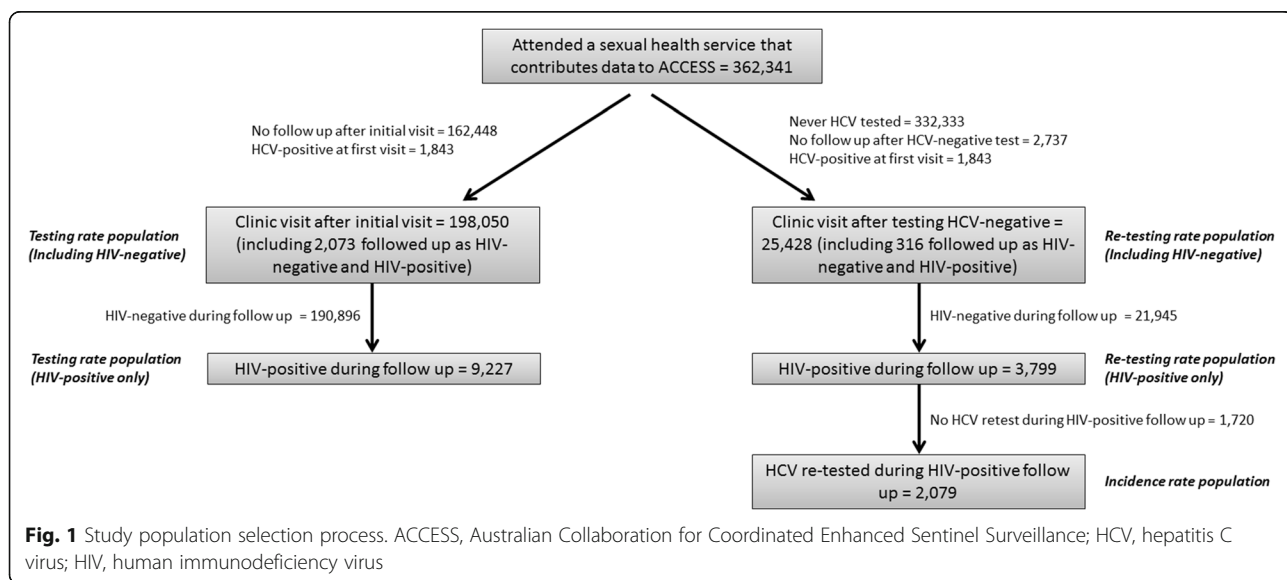 Attended a sexual health service that
contributes data to ACCESS = 362,341
No follow up after initial visit = 162,448
HCV-positive at first visit = 1,843
Never HCV tested = 332,333
No follow up after HCV-negative test = 2,737
HCV-positive at first visit = 1,843
Testing rate population
(Including HIV-negative)
Clinic visit after initial visit = 198,050
(including 2,073 followed up as HIV-
negative and HIV-positive)
Clinic visit after testing HCV-negative =
25,428 (including 316 followed up as HIV-
negative and HIV-positive)
Re-testing rate population
(Including HIV-negative)
HIV-negative during follow up = 190,896
HIV-negative during follow up = 21,945
Testing rate population
(HIV-positive only)
HIV-positive during follow up = 9,227
HIV-positive during follow up = 3,799
Re-testing rate population
(HIV-positive only)
No HCV retest during HIV-positive follow up = 1,720
HCV re-tested during HIV-positive follow
up = 2,079
Incidence rate population
Fig. 1 Study population selection process. ACCESS, Australian Collaboration for Coordinated Enhanced Sentinel Surveillance; HCV, hepatitis C
virus; HIV, human immunodeficiency virus